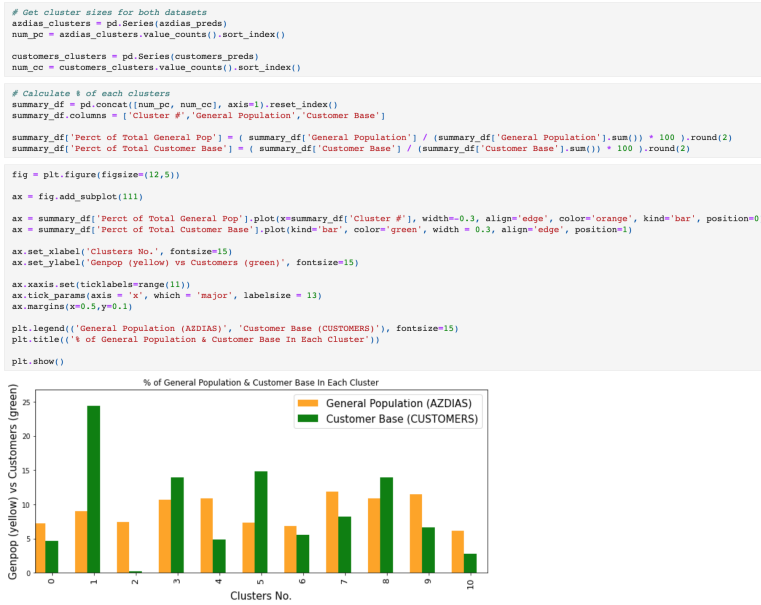 # Get cluster sizes for both datasets
azdias_clusters = pd.Series(azdias_preds)
num_pc = azdias_clusters.value_counts().sort_index()
customers_clusters = pd.Series(customers_preds)
num_cc = customers_clusters.value_counts().sort_index()
# Calculate % of each clusters
summary_df = pd.concat([num_pc, num_cc], axis=1).reset_index()
summary_df.columns = ['Cluster #','General Population','Customer Base']
summary_df['Perct of Total General Pop'] = ( summary_df['General Population'] / (summary_df['General Population'].sum()) * 100 ).round(2)
summary_df['Perct of Total Customer Base'] = ( summary_df['Customer Base'] / (summary_df['Customer Base'].sum()) * 100 ).round(2)
fig = plt.figure(figsize=(12,5))
ax = fig.add_subplot(111)
ax = summary_df['Perct of Total General Pop'].plot(x=summary_df['Cluster #'], width=-0.3, align='edge', color='orange', kind='bar', position=0
ax = summary_df['Perct of Total Customer Base'].plot(kind='bar', color='green', width = 0.3, align='edge', position=1)
ax.set_xlabel('Clusters No.', fontsize=15)
ax.set_ylabel('Genpop (yellow) vs Customers (green)', fontsize=15)
ax.xaxis.set(ticklabels=range(11))
ax.tick_params(axis = 'x', which = 'major', labelsize = 13)
ax.margins(x=0.5,y=0.1)
plt.legend(('General Population (AZDIAS)', 'Customer Base (CUSTOMERS)'), fontsize=15)
plt.title(('% of General Population & Customer Base In Each Cluster'))
plt.show()
% of General Population & Customer Base In Each Cluster
General Population (AZDIAS)
Customer Base (CUSTOMERS)
Genpop (yellow) vs Customers (green)
25
20
15
10
5
0
0 1 2 3 4 5 6 7 8 9 10
Clusters No.